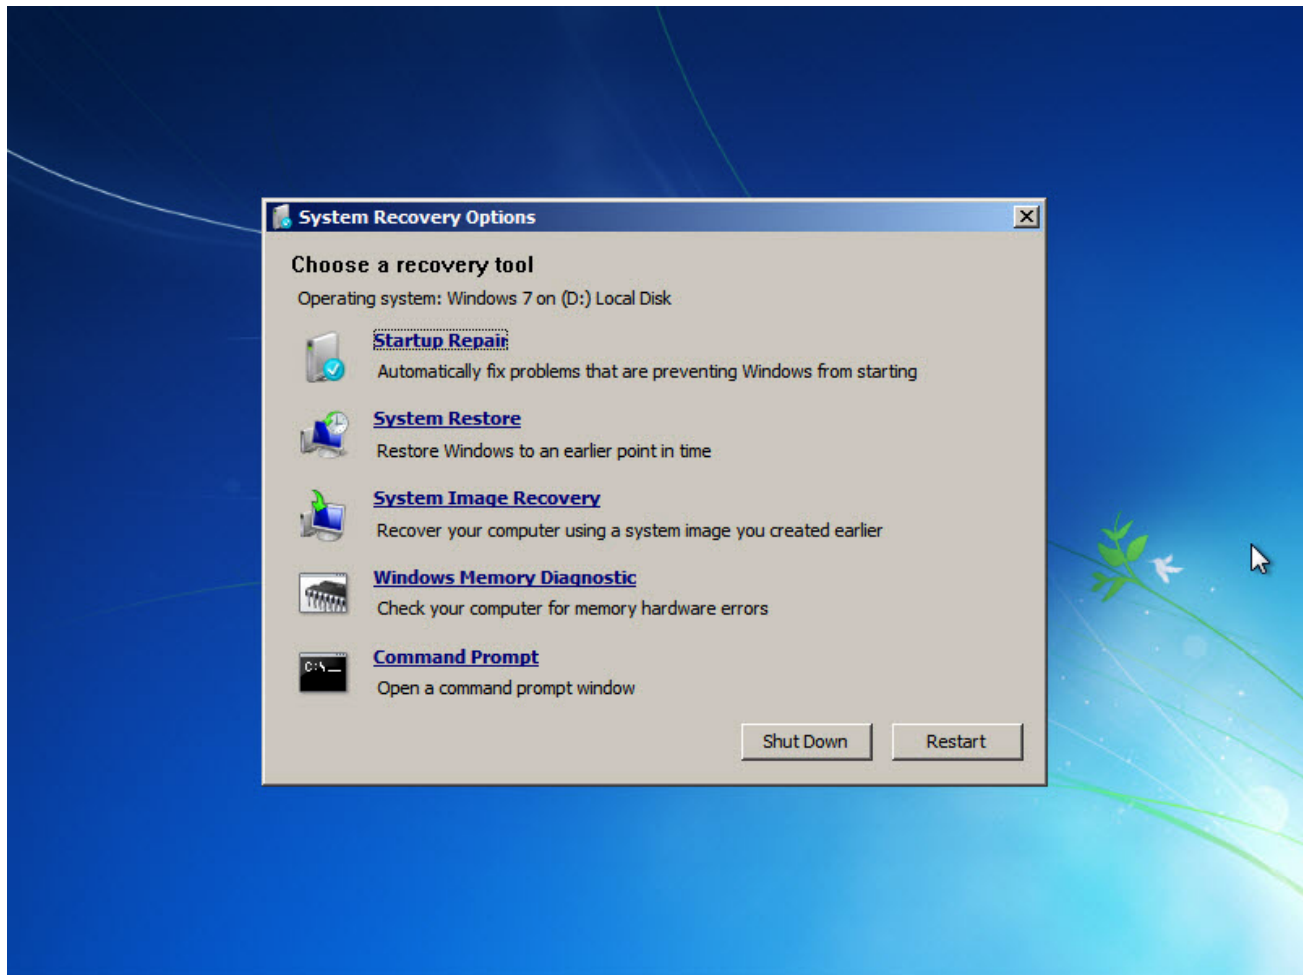 System Recovery Options
Choose a recovery tool
Operating system: Windows 7 on (D:) Local Disk
Startup Repair
Automatically fix problems that are preventing Windows from starting
System Restore
Restore Windows to an earlier point in time
System Image Recovery
Recover your computer using a system image you created earlier
Windows Memory Diagnostic
Check your computer for memory hardware errors
C:\_
Command Prompt
Open a command prompt window
Shut Down Restart